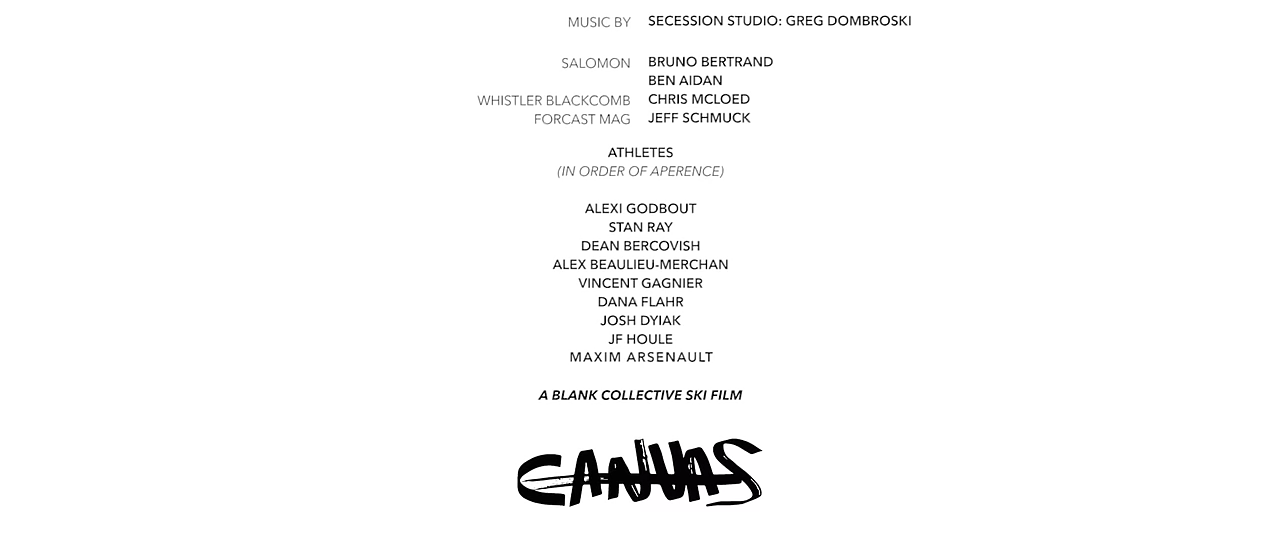 MUSIC BY SECESSION STUDIO: GREG DOMBROSKI
SALOMON BRUNO BERTRAND
BEN AIDAN
WHISTLER BLACKCOMB CHRIS MCLOED
FORCAST MAG JEFF SCHMUCK
ATHLETES
(IN ORDER OF APERENCE)
ALEXI GODBOUT
STAN RAY
DEAN BERCOVISH
ALEX BEAULIEU-MERCHAN
VINCENT GAGNIER
DANA FLAHR
JOSH DYIAK
JF HOULE
MAXIM ARSENAULT
A BLANK COLLECTIVE SKI FILM
CANVAS